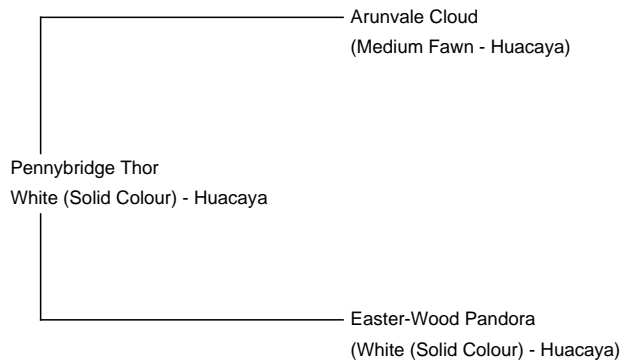 Arunvale Cloud
(Medium Fawn - Huacaya)
Pennybridge Thor
White (Solid Colour) - Huacaya
Easter-Wood Pandora
(White (Solid Colour) - Huacaya)